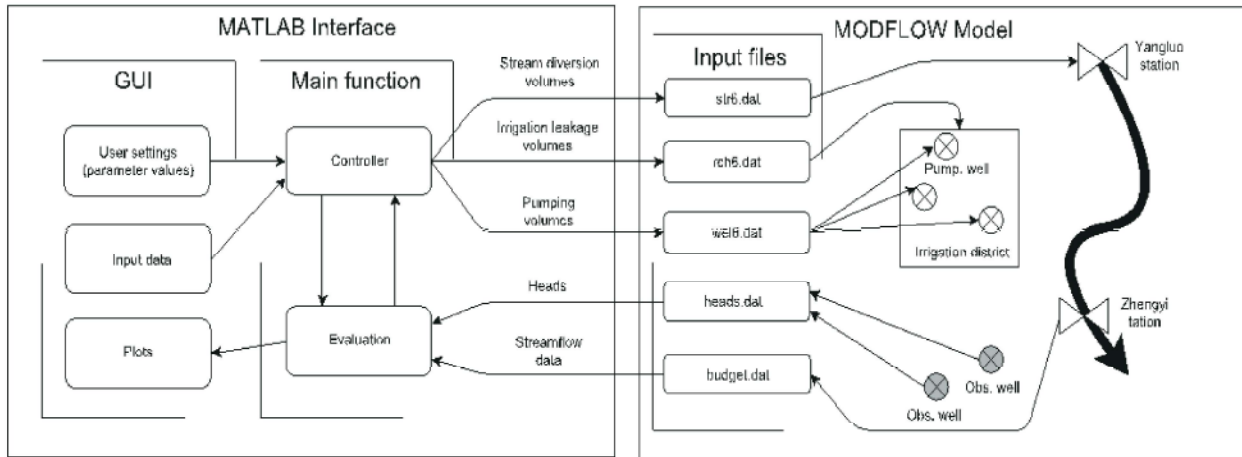 MATLAB Interface
GUI
Main function
User settings
(parameter values)
Input data
Plots
Controller
Evaluation
Stream diversion
volumes
Irrigation leakage
volumes
Pumping
volumes
Heads
Streamflow
data
MODFLOW Model
Input files
str6.dat
rch6.dat
wel6.dat
heads.dat
budget.dat
Yangluo
station
Pump. well
Irrigation district
Zhengyi
tation
Obs. well
Obs. well